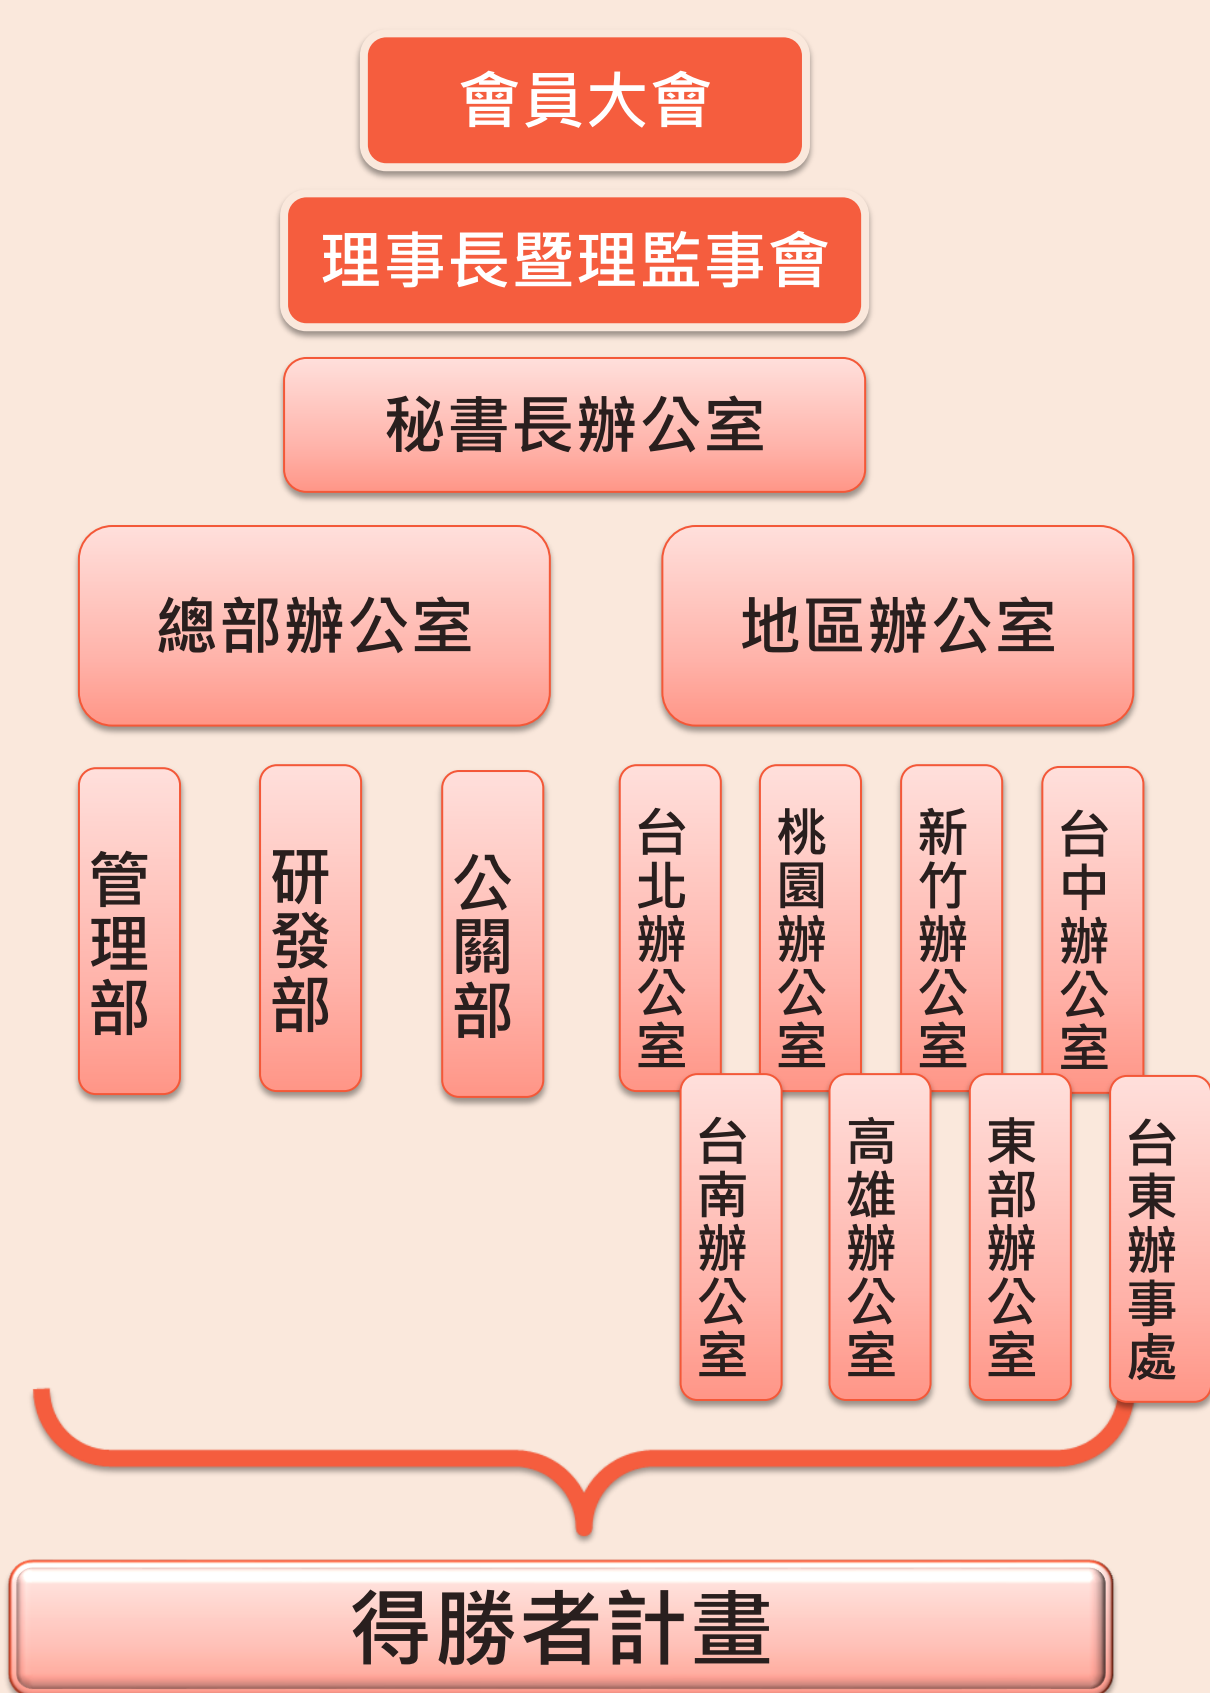 會員大會
理事長暨理監事會
秘書長辦公室
總部辦公室
地區辦公室
管理部
研發部
公關部
台北辦公室
桃園辦公室
新竹辦公室
台中辦公室
台南辦公室
高雄辦公室
東部辦公室
台東辦事處
得勝者計畫